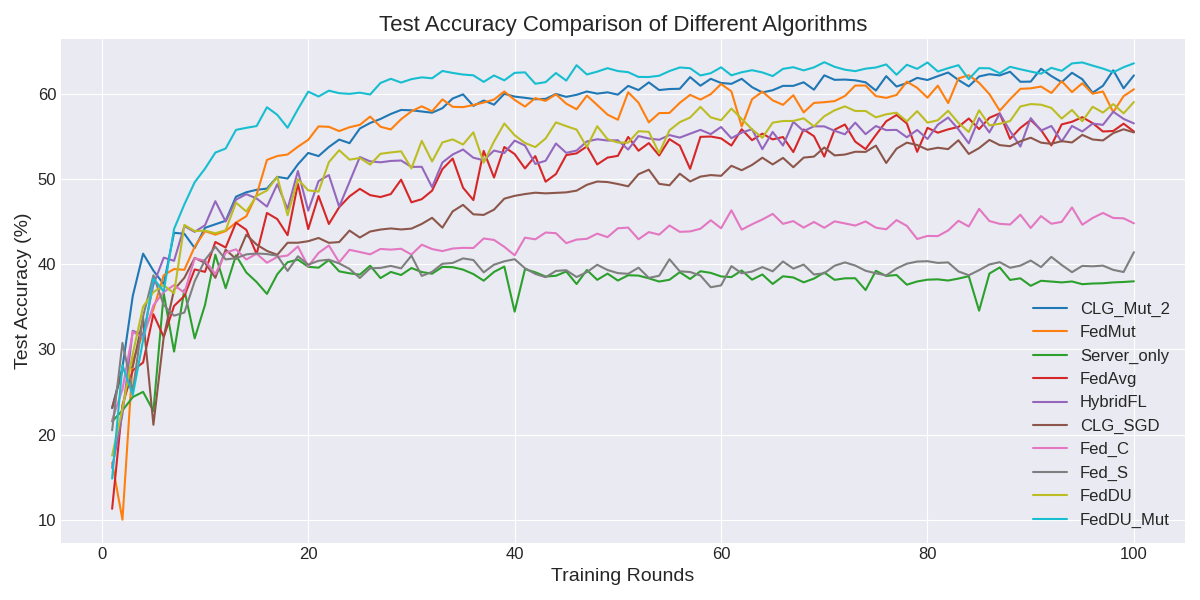 Test Accuracy Comparison of Different Algorithms
Test Accuracy (%)
60
50
40
30
20
10
0
20
40
60
80
100
Training Rounds
CLG_Mut_2
FedMut
Server_only
FedAvg
HybridFL
CLG_SGD
Fed_C
Fed_S
FedDU
FedDU_Mut